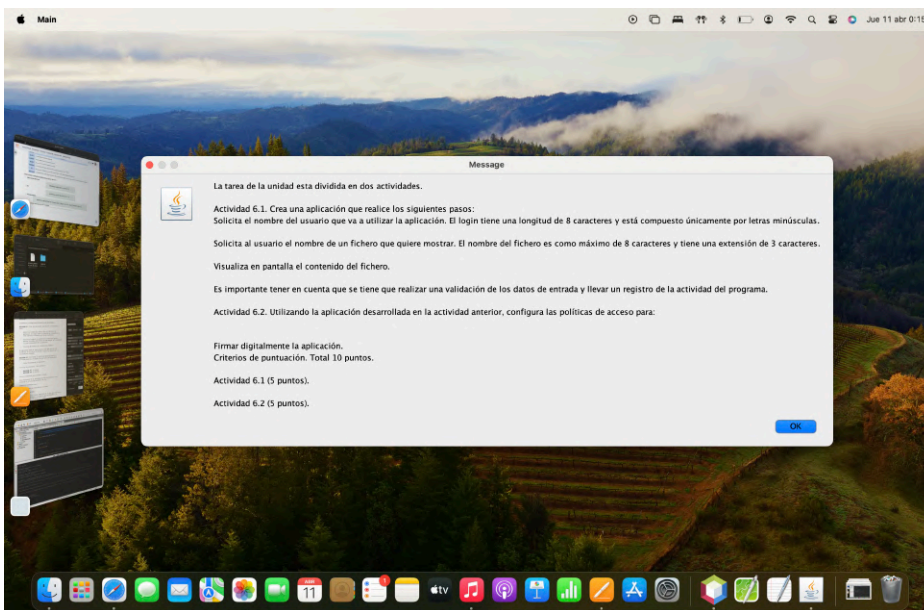 Main
Jue 11 abr 0:15
Message
La tarea de la unidad esta dividida en dos actividades.
Actividad 6.1. Crea una aplicación que realice los siguientes pasos:
Solicita el nombre del usuario que va a utilizar la aplicación. El login tiene una longitud de 8 caracteres y está compuesto únicamente por letras minúsculas.
Solicita al usuario el nombre de un fichero que quiere mostrar. El nombre del fichero es como máximo de 8 caracteres y tiene una extensión de 3 caracteres.
Visualiza en pantalla el contenido del fichero.
Es importante tener en cuenta que se tiene que realizar una validación de los datos de entrada y llevar un registro de la actividad del programa.
Actividad 6.2. Utilizando la aplicación desarrollada en la actividad anterior, configura las políticas de acceso para:
Firmar digitalmente la aplicación.
Criterios de puntuación. Total 10 puntos.
Actividad 6.1 (5 puntos).
Actividad 6.2 (5 puntos).
OK
11
1
tv